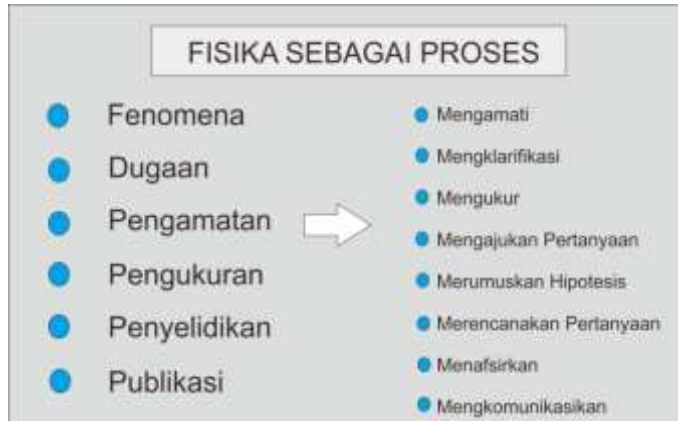 FISIKA SEBAGAI PROSES
Fenomena
Dugaan
Pengamatan
Pengukuran
Penyelidikan
Publikasi
Mengamati
Mengklarifikasi
Mengukur
Mengajukan Pertanyaan
Merumuskan Hipotesis
Merencanakan Pertanyaan
Menafsirkan
Mengkomunikasikan